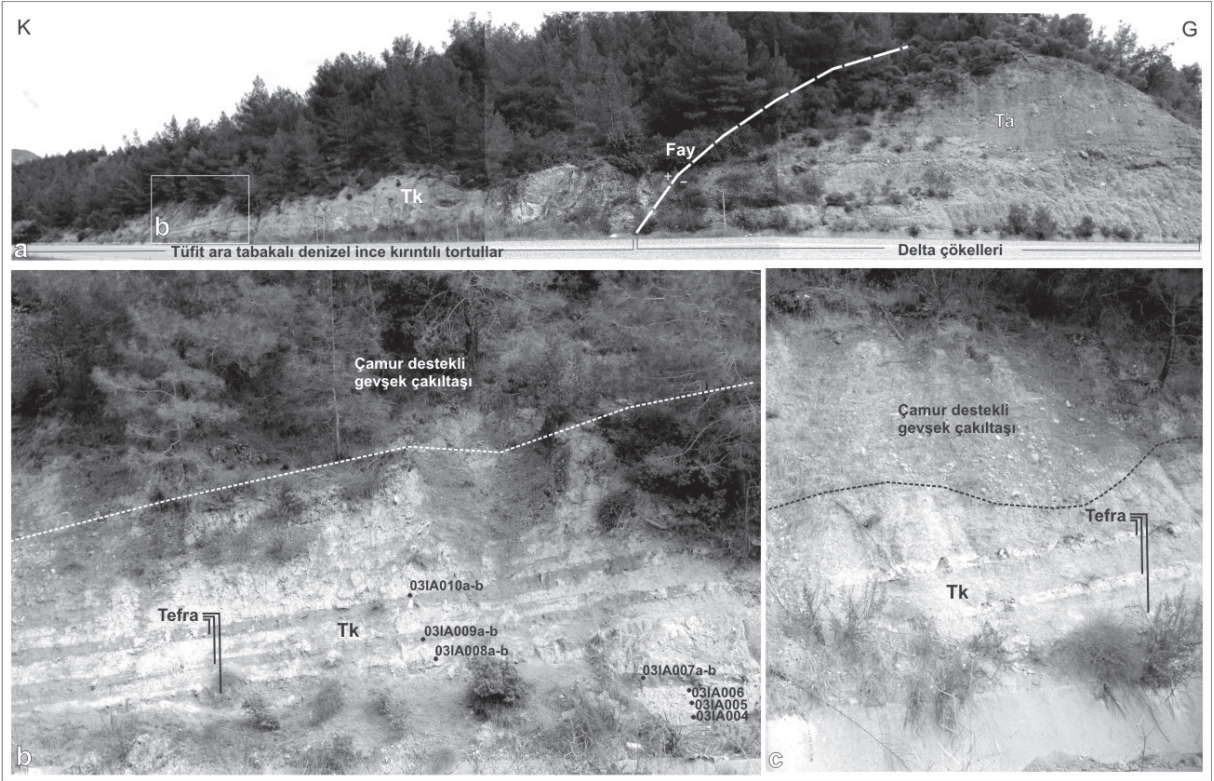 K
G
Ta
Fay
+ –
Tk
b
a
Tüfit ara tabakalı denizel ince kırıntılı tortullar
Delta çökelleri
Çamur destekli
gevşek çakıltaşı
03IA010a-b
Tefra
Tk
03IA009a-b
03IA008a-b
03IA007a-b
03IA006
03IA005
03IA004
b
Çamur destekli
gevşek çakıltaşı
Tefra
Tk
c